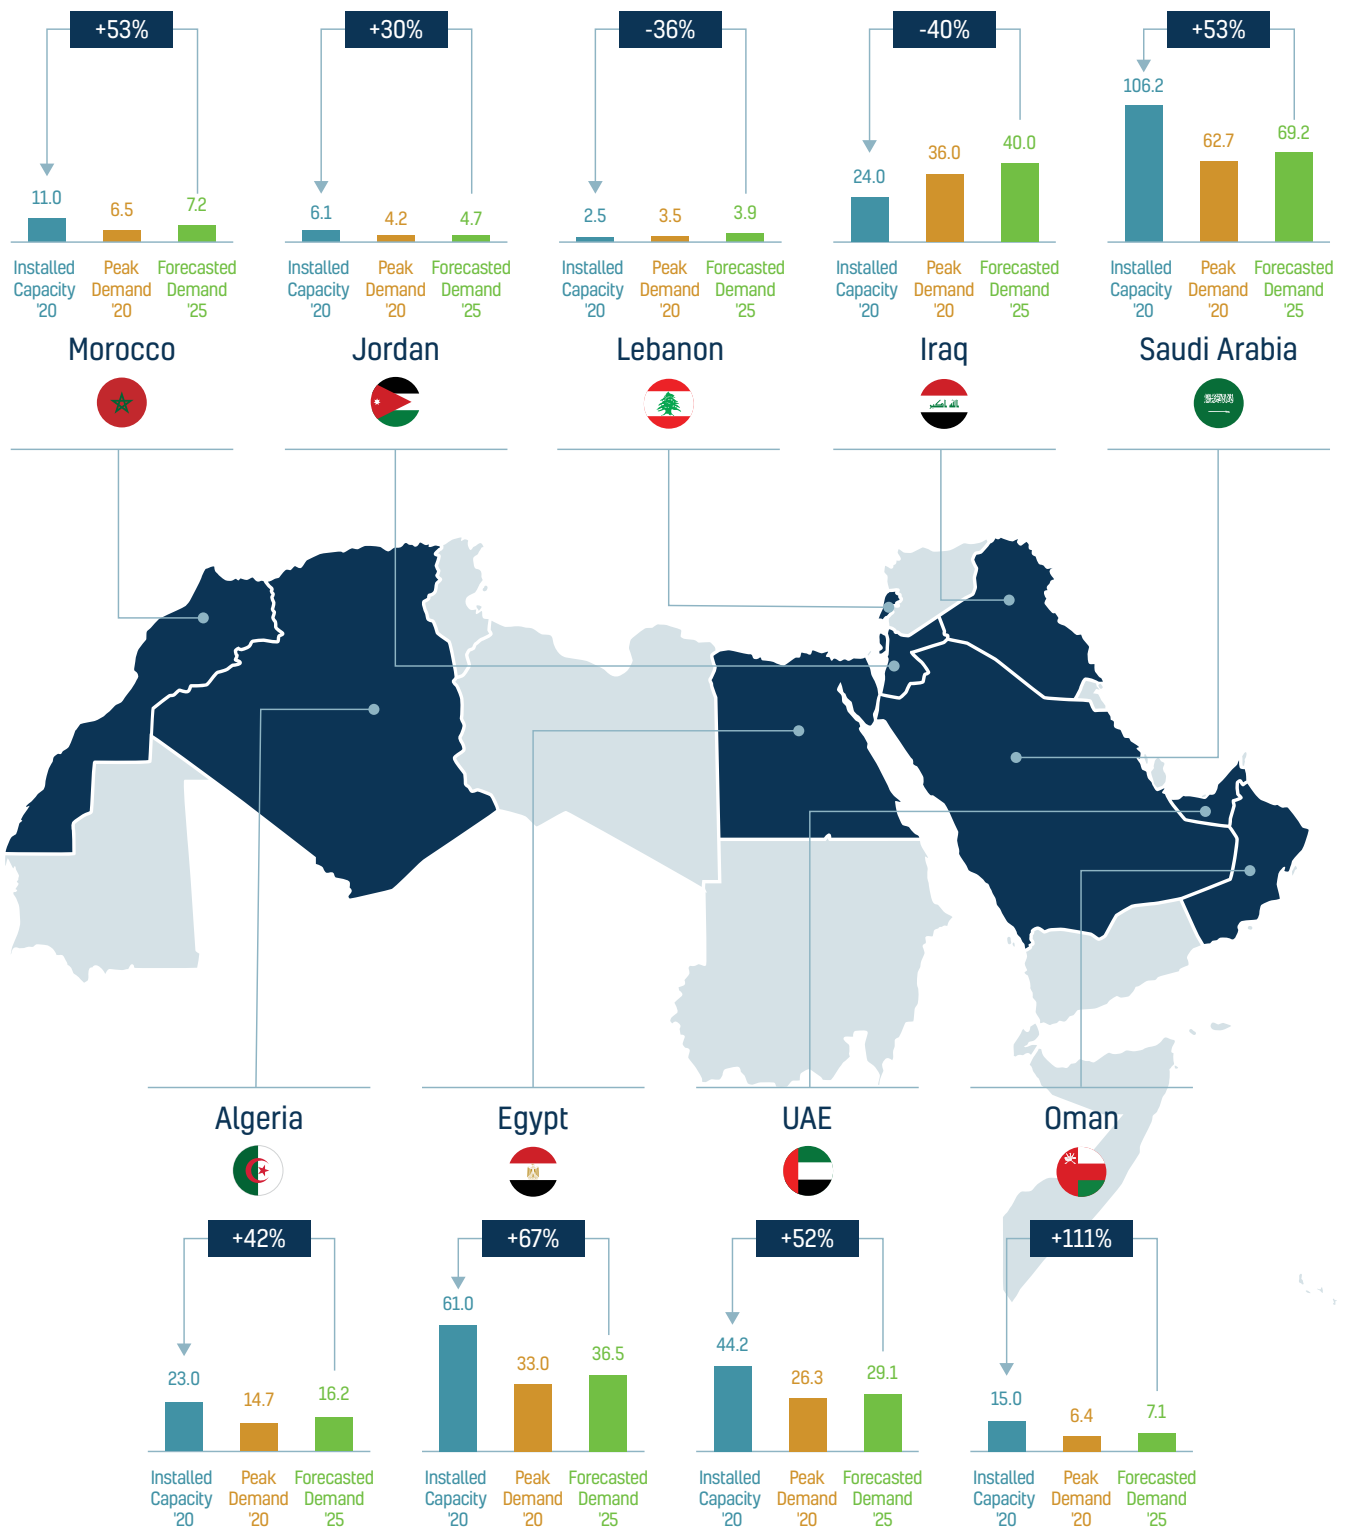 +53%
+30%
-36%
-40%
+53%
11.0
6.5
7.2
6.1
4.2
4.7
2.5
3.5
3.9
24.0
36.0
40.0
106.2
62.7
69.2
Installed
Capacity
'20
Peak
Demand
'20
Forecasted
Demand
'25
Installed
Capacity
'20
Peak
Demand
'20
Forecasted
Demand
'25
Installed
Capacity
'20
Peak
Demand
'20
Forecasted
Demand
'25
Installed
Capacity
'20
Peak
Demand
'20
Forecasted
Demand
'25
Installed
Capacity
'20
Peak
Demand
'20
Forecasted
Demand
'25
Morocco
Jordan
Lebanon
Iraq
Saudi Arabia
Algeria
Egypt
UAE
Oman
+42%
+67%
+52%
+111%
23.0
14.7
16.2
61.0
33.0
36.5
44.2
26.3
29.1
15.0
6.4
7.1
Installed
Capacity
'20
Peak
Demand
'20
Forecasted
Demand
'25
Installed
Capacity
'20
Peak
Demand
'20
Forecasted
Demand
'25
Installed
Capacity
'20
Peak
Demand
'20
Forecasted
Demand
'25
Installed
Capacity
'20
Peak
Demand
'20
Forecasted
Demand
'25